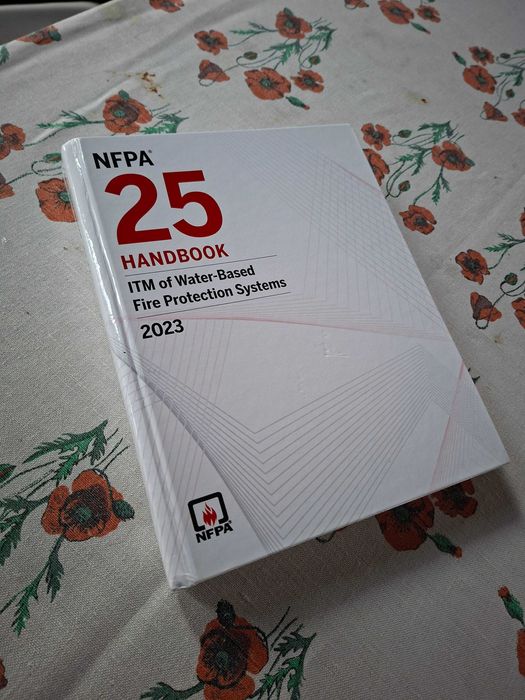 NFPA®
25
HANDBOOK
ITM of Water-Based
Fire Protection Systems
2023
NFPA®